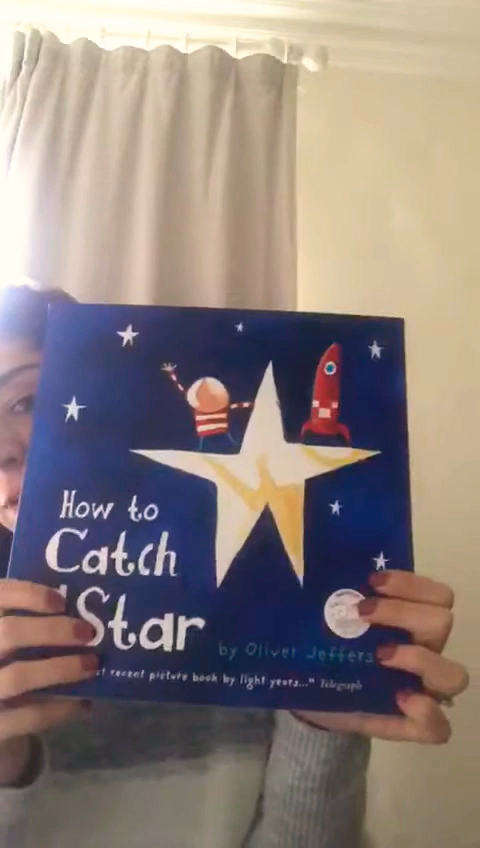 How to
Catch
Star
by Oliver Jeffers
recent picture book by light years..." Telegraph